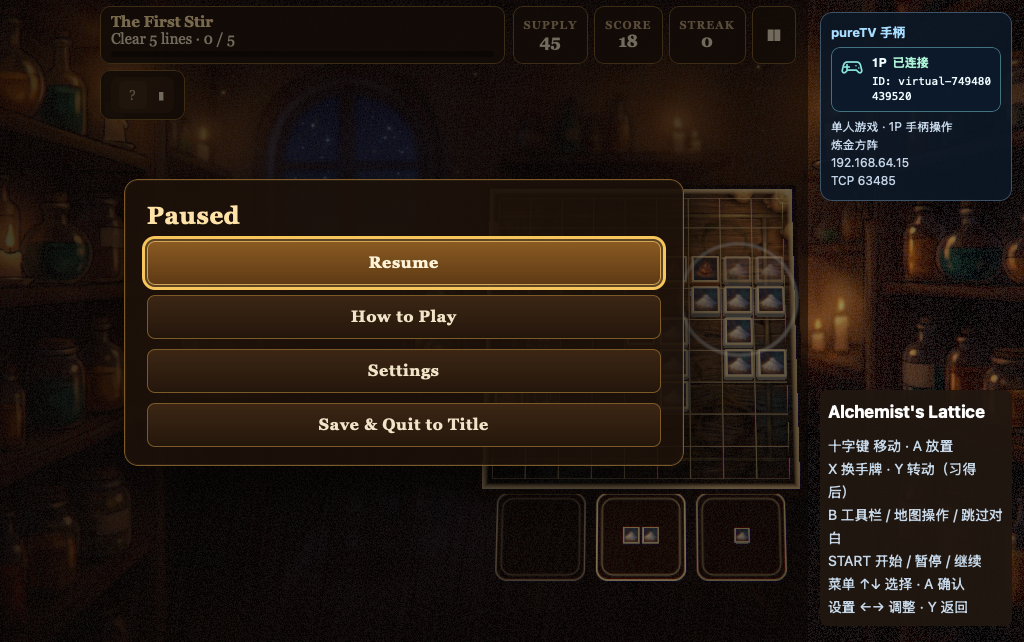 The First Stir
Clear 5 lines · 0 / 5
SUPPLY
45
SCORE
18
STREAK
0
?
Paused
Resume
How to Play
Settings
Save & Quit to Title
pureTV 手柄
1P 已连接
ID: virtual-749480
439520
单人游戏 · 1P 手柄操作
炼金方阵
192.168.64.15
TCP 63485
Alchemist's Lattice
十字键 移动 · A 放置
X 换手牌 · Y 转动（习得
后）
B 工具栏 / 地图操作 / 跳过对
白
START 开始 / 暂停 / 继续
菜单 ↑↓ 选择 · A 确认
设置 ←→ 调整 · Y 返回